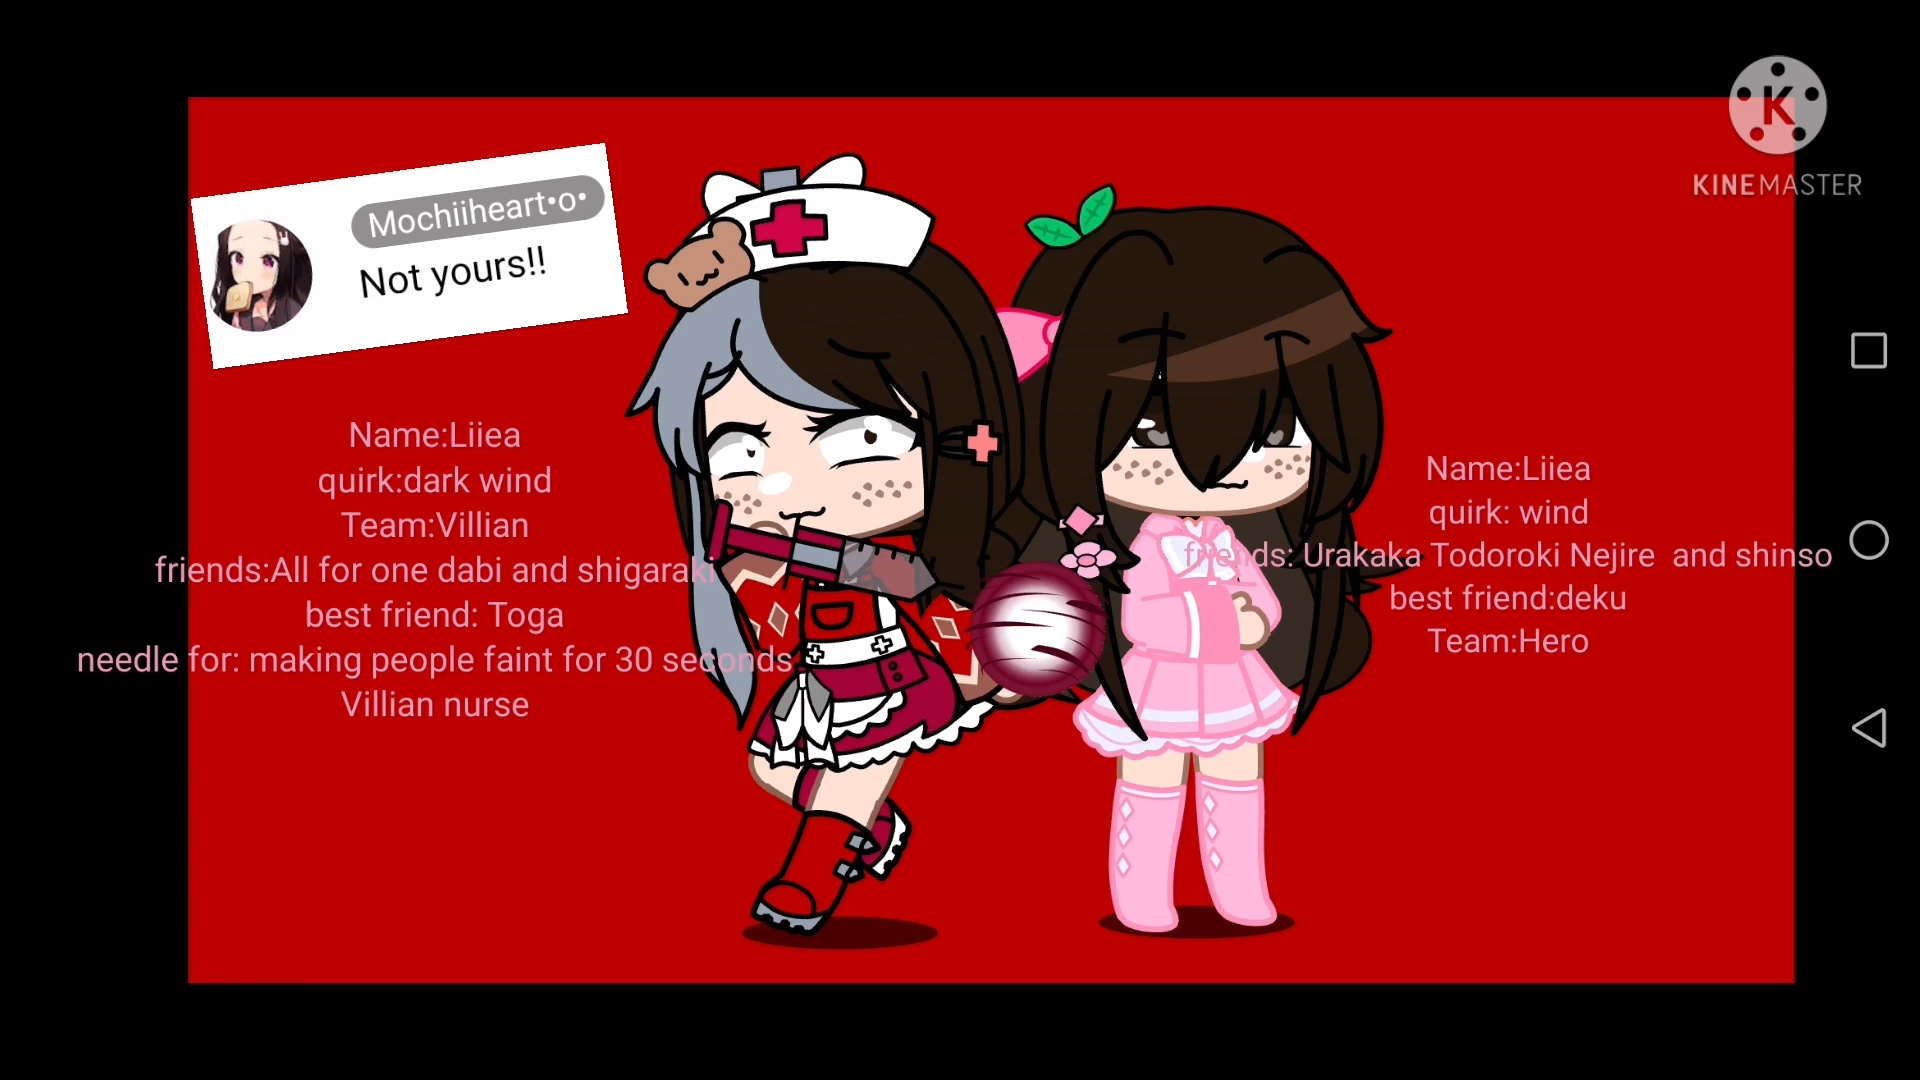 Mochiiheart•o•
Not yours!!
K
KINEMASTER
Name:Liiea
quirk:dark wind
Team:Villian
friends:All for one dabi and shigaraki
best friend: Toga
needle for: making people faint for 30 seconds
Villian nurse
Name:Liiea
quirk: wind
friends: Urakaka Todoroki Nejire and shinso
best friend:deku
Team:Hero